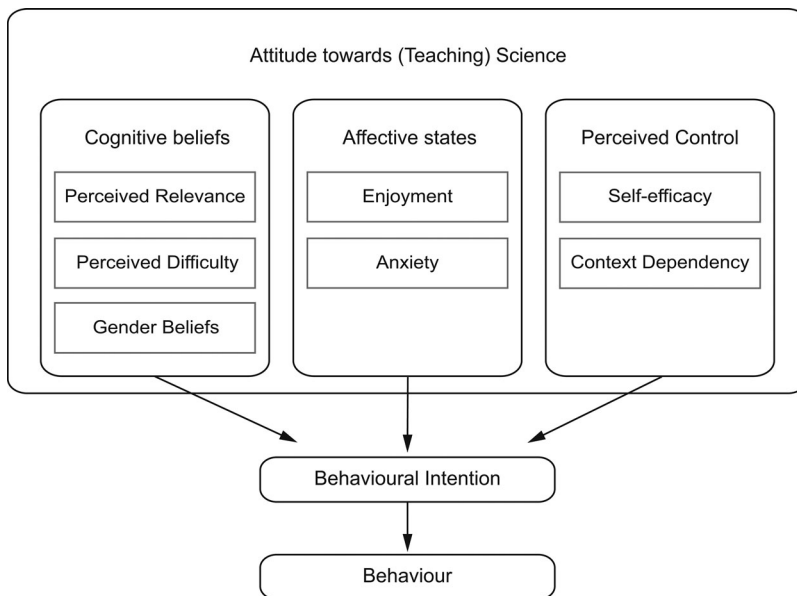 Attitude towards (Teaching) Science
Cognitive beliefs
Perceived Relevance
Perceived Difficulty
Gender Beliefs
Affective states
Enjoyment
Anxiety
Perceived Control
Self-efficacy
Context Dependency
Behavioural Intention
Behaviour